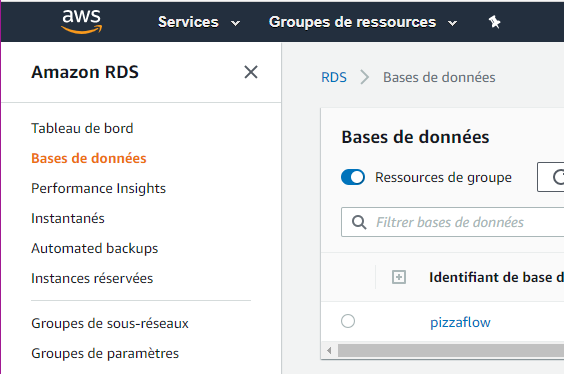 aws Services Groupes de ressources
Amazon RDS
Tableau de bord
Bases de données
Performance Insights
Instantanés
Automated backups
Instances réservées
Groupes de sous-réseaux
Groupes de paramètres
RDS Bases de données
Bases de données
Ressources de groupe
Filtrer bases de données
Identifiant de base d
pizzaflow